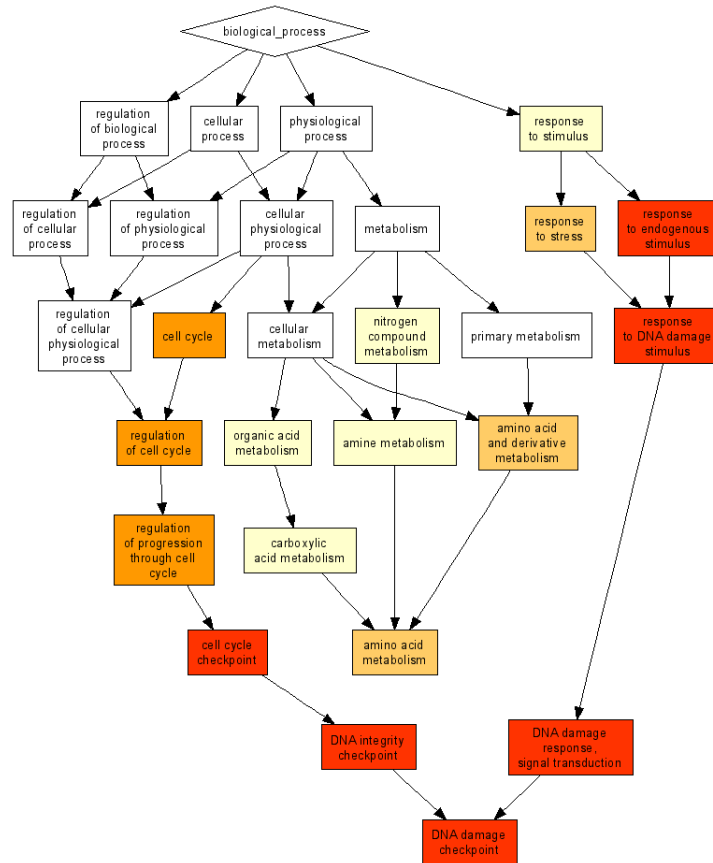 biological_process
regulation
of biological
process
cellular
process
physiological
process
response
to stimulus
regulation
of cellular
process
regulation
of physiological
process
cellular
physiological
process
metabolism
response
to stress
response
to endogenous
stimulus
regulation
of cellular
physiological
process
cell cycle
cellular
metabolism
nitrogen
compound
metabolism
primary metabolism
response
to DNA damage
stimulus
regulation
of cell cycle
organic acid
metabolism
amine metabolism
amino acid
and derivative
metabolism
regulation
of progression
through cell
cycle
carboxylic
acid metabolism
cell cycle
checkpoint
amino acid
metabolism
DNA integrity
checkpoint
DNA damage
response,
signal transduction
DNA damage
checkpoint